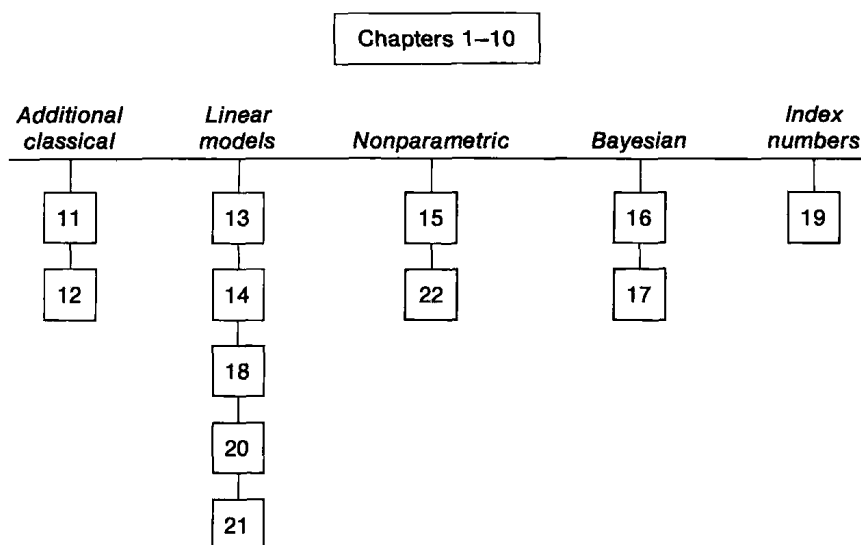 Chapters 1–10
Additional classical
Linear models
Nonparametric
Bayesian
Index numbers
11
13
15
16
19
12
14
22
17
18
20
21